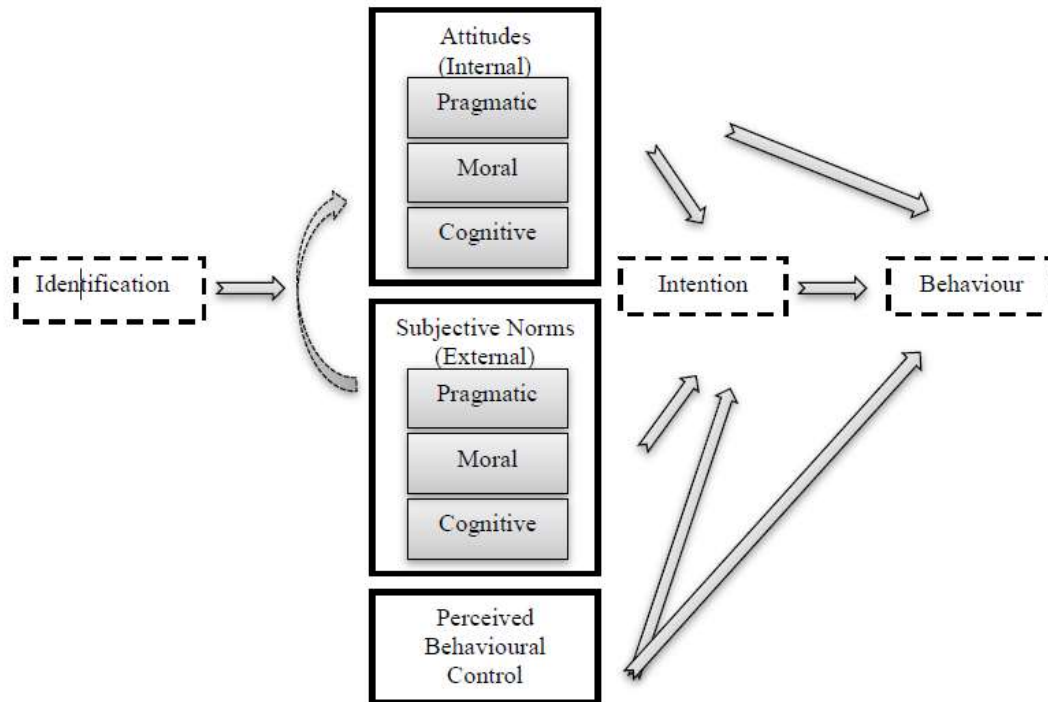 Attitudes
(Internal)
Pragmatic
Moral
Cognitive
Identification
Intention
Behaviour
Subjective Norms
(External)
Pragmatic
Moral
Cognitive
Perceived
Behavioural
Control